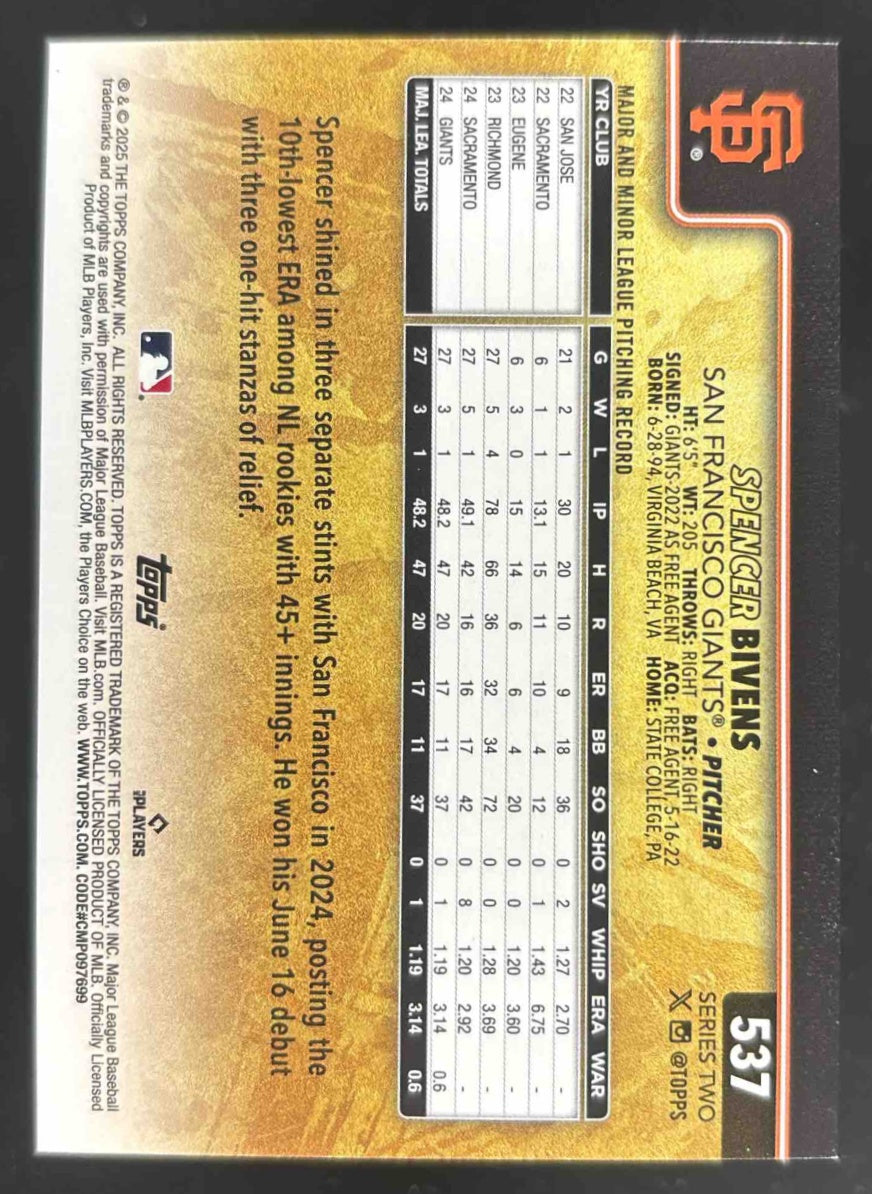 SF®
SPENCER BIVENS
SAN FRANCISCO GIANTS® • PITCHER
HT: 6'5" WT: 205 THROWS: RIGHT BATS: RIGHT
SIGNED: GIANTS-2022 AS FREE AGENT ACQ: FREE AGENT, 5-16-22
BORN: 6-28-94, VIRGINIA BEACH, VA HOME: STATE COLLEGE, PA
537
SERIES TWO
X @TOPPS
MAJOR AND MINOR LEAGUE PITCHING RECORD
YR CLUB G W L IP H R ER BB SO SHO SV WHIP ERA WAR
22 SAN JOSE 21 2 1 30 20 10 9 18 36 0 2 1.27 2.70 -
22 SACRAMENTO 6 1 1 13.1 15 11 10 4 12 0 1 1.43 6.75 -
23 EUGENE 6 3 0 15 14 6 6 4 20 0 0 1.20 3.60 -
23 RICHMOND 27 5 4 78 66 36 32 34 72 0 0 1.28 3.69 -
24 SACRAMENTO 27 5 1 49.1 42 16 16 17 42 0 8 1.20 2.92 -
24 GIANTS 27 3 1 48.2 47 20 17 11 37 0 1 1.19 3.14 0.6
MAJ. LEA. TOTALS 27 3 1 48.2 47 20 17 11 37 0 1 1.19 3.14 0.6
Spencer shined in three separate stints with San Francisco in 2024, posting the
10th-lowest ERA among NL rookies with 45+ innings. He won his June 16 debut
with three one-hit stanzas of relief.
topps
PLAYERS
® & © 2025 THE TOPPS COMPANY, INC. ALL RIGHTS RESERVED. TOPPS IS A REGISTERED TRADEMARK OF THE TOPPS COMPANY, INC. Major League Baseball
trademarks and copyrights are used with permission of Major League Baseball. Visit MLB.com. OFFICIALLY LICENSED PRODUCT OF MLB. Officially Licensed
Product of MLB Players, Inc. Visit MLBPLAYERS.COM, the Players Choice on the web. WWW.TOPPS.COM. CODE#CMP097699